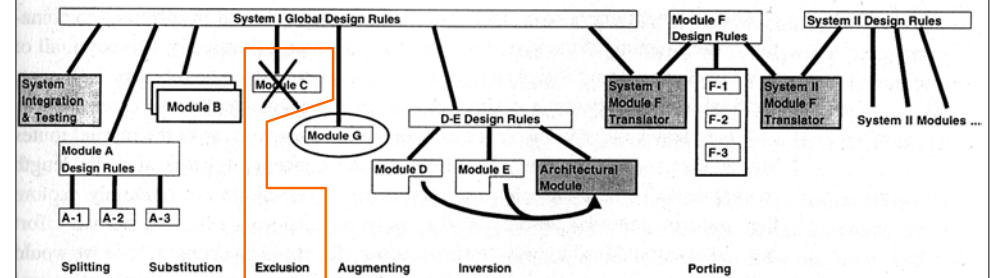 System I Global Design Rules
Module F
Design Rules
System II Design Rules
System
Integration
& Testing
Module B
Module C
Module G
Module A
Design Rules
A-1
A-2
A-3
D-E Design Rules
Module D
Module E
Architectural
Module
System I
Module F
Translator
F-1
F-2
F-3
System II
Module F
Translator
System II Modules ...
Splitting
Substitution
Exclusion
Augmenting
Inversion
Porting